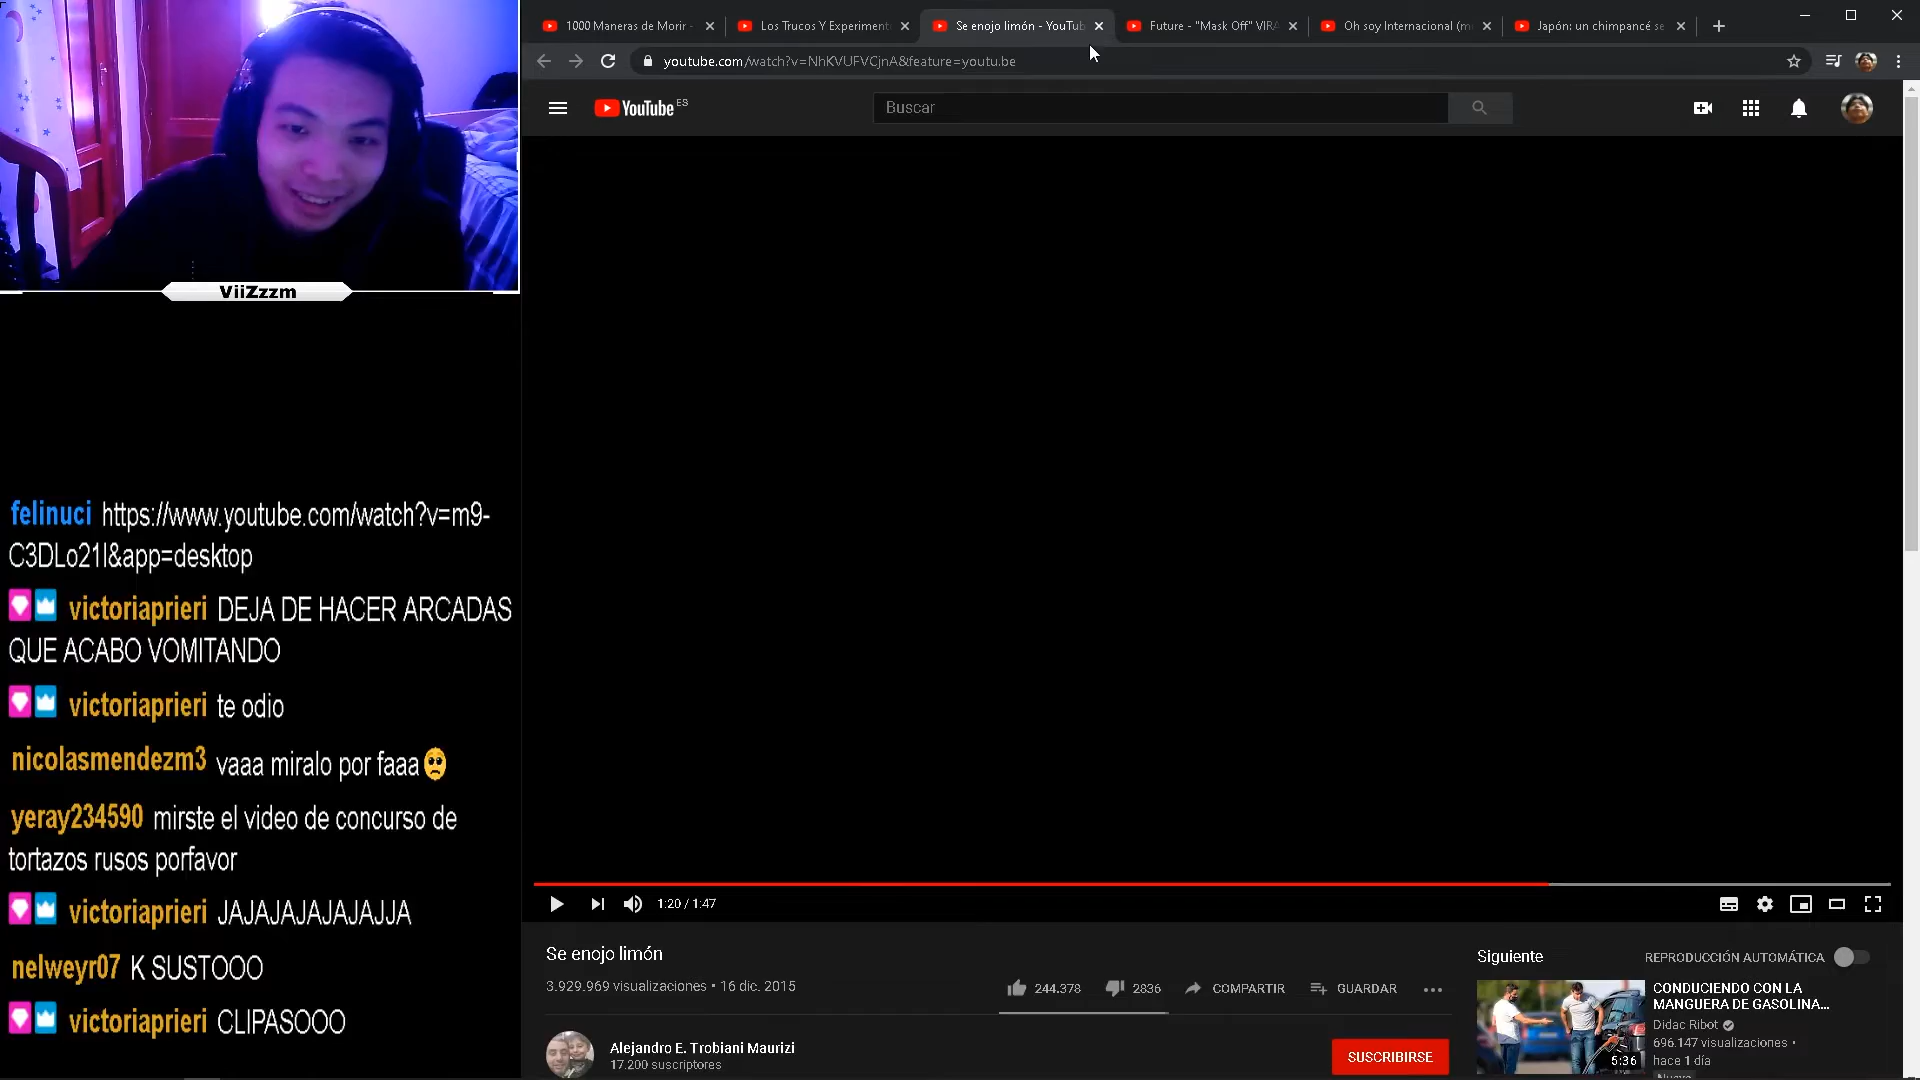 1000 Maneras de Morir -
Los Trucos Y Experiment
Se enojo limón - YouTub
Future - "Mask Off" VIRA
Oh soy Internacional (m
Japón: un chimpancé se
youtube.com/watch?v=NhKVUFVCjnA&feature=youtu.be
YouTube ES
Buscar
ViiZzzm
felinuci https://www.youtube.com/watch?v=m9-
C3DLo21I&app=desktop
victoriaprieri DEJA DE HACER ARCADAS
QUE ACABO VOMITANDO
victoriaprieri te odio
nicolasmendezm3 vaaa miralo por faaa🥺
yeray234590 mirste el video de concurso de
tortazos rusos porfavor
victoriaprieri JAJAJAJAJAJAJJA
nelweyr07 K SUSTOOO
victoriaprieri CLIPASOOO
1:20 / 1:47
Se enojo limón
3.929.969 visualizaciones • 16 dic. 2015
244.378
2836
COMPARTIR
GUARDAR
Alejandro E. Trobiani Maurizi
17.200 suscriptores
SUSCRIBIRSE
Siguiente
REPRODUCCIÓN AUTOMÁTICA
CONDUCIENDO CON LA
MANGUERA DE GASOLINA...
Didac Ribot
696.147 visualizaciones •
hace 1 día
5:36